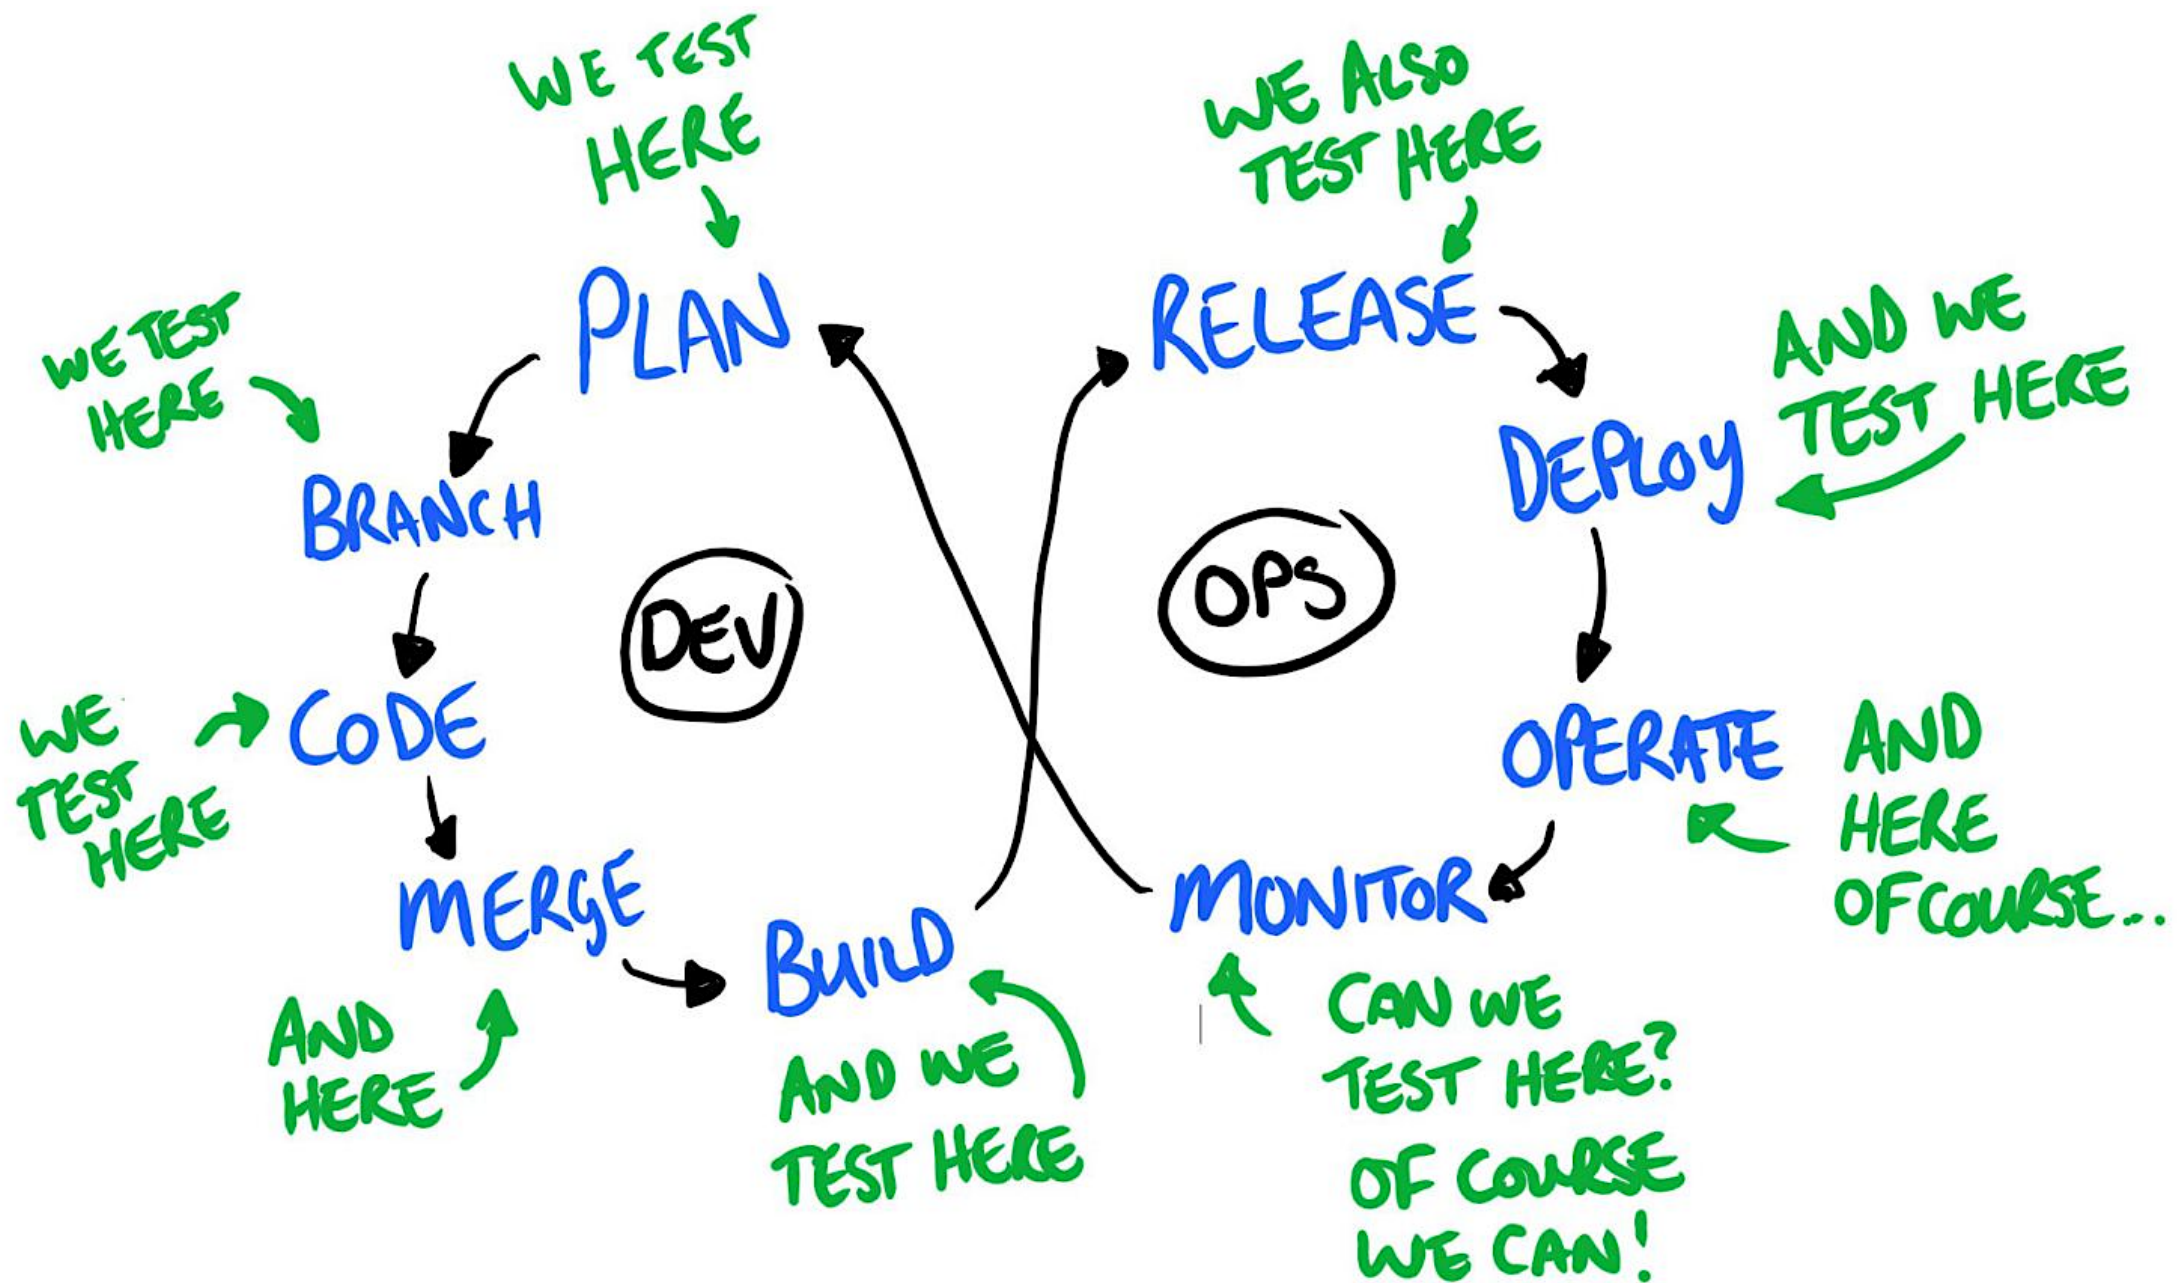 WE TEST
HERE
PLAN
WE TEST
HERE
BRANCH
DEV
WE
TEST
HERE
CODE
MERGE
AND
HERE
BUILD
AND WE
TEST HERE
WE ALSO
TEST HERE
RELEASE
AND WE
TEST HERE
DEPLOY
OPS
OPERATE
AND
HERE
OF COURSE...
MONITOR
CAN WE
TEST HERE?
OF COURSE
WE CAN!